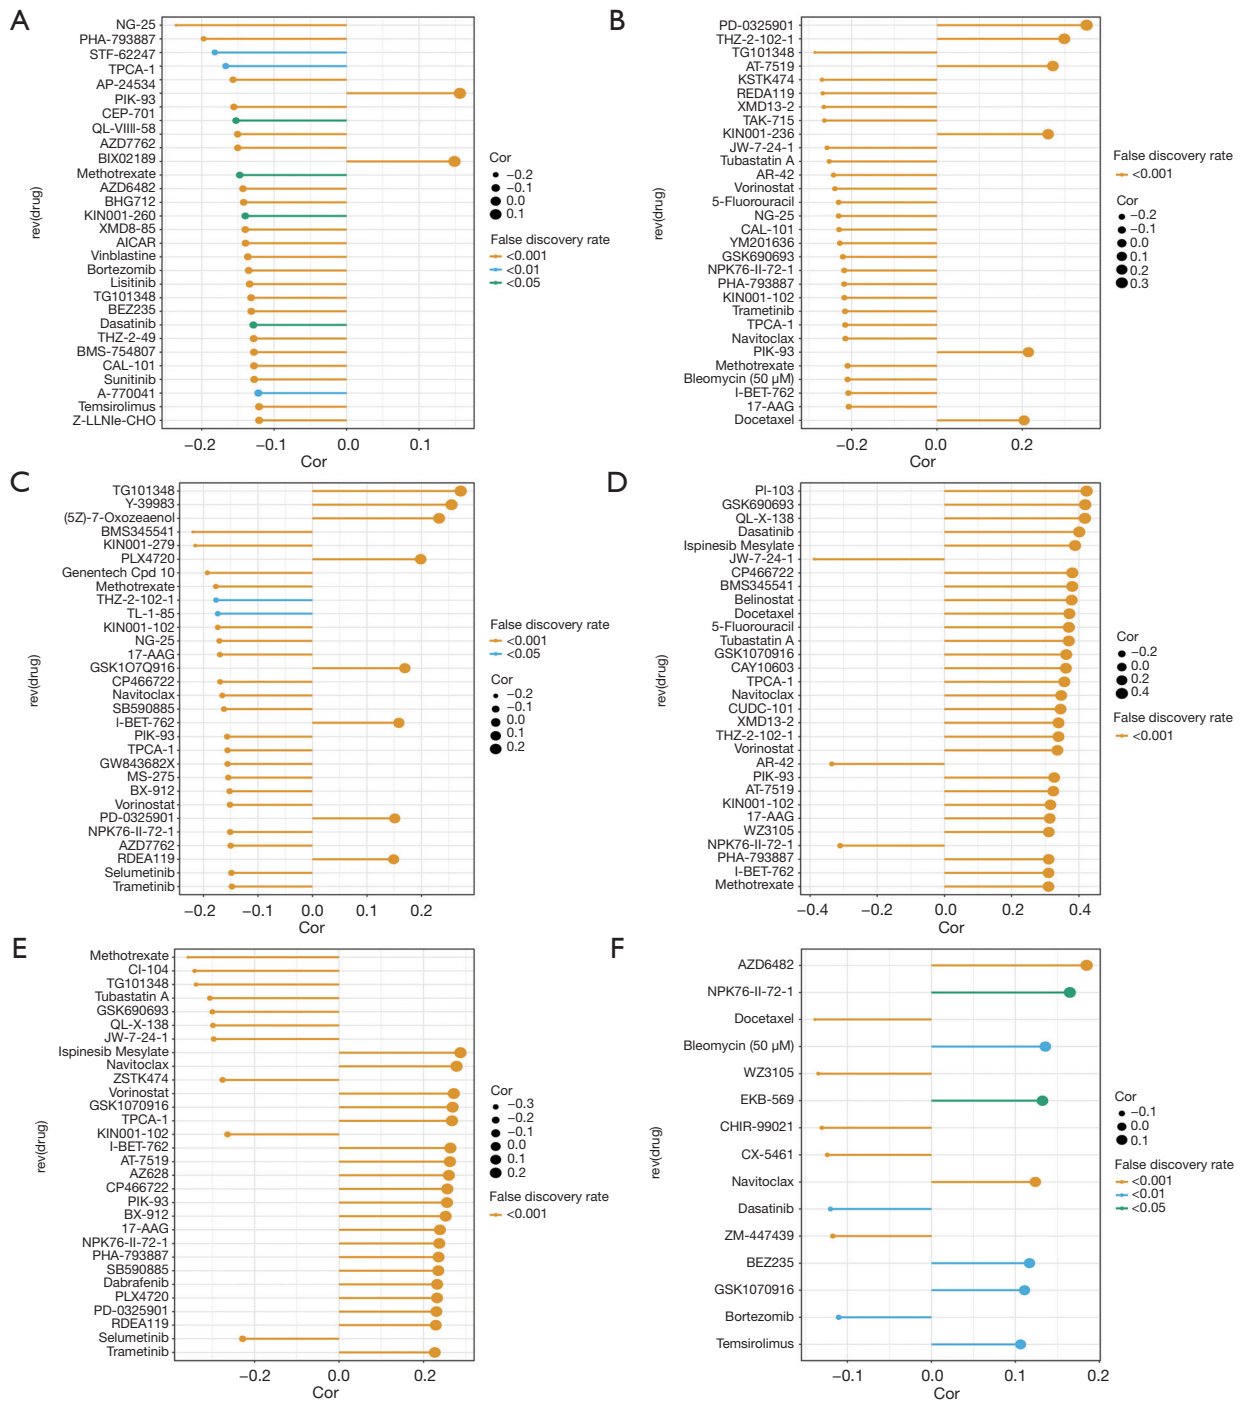 A
NG-25
PHA-793887
STF-62247
TPCA-1
AP-24534
PIK-93
CEP-701
QL-VIIII-58
AZD7762
BIX02189
Methotrexate
AZD6482
BHG712
KIN001-260
XMD8-85
AICAR
Vinblastine
Bortezomib
Lisitinib
TG101348
BEZ235
Dasatinib
THZ-2-49
BMS-754807
CAL-101
Sunitinib
A-770041
Temsirolimus
Z-LLNle-CHO
rev(drug)
−0.2 −0.1 0.0 0.1
Cor
Cor
−0.2
−0.1
0.0
0.1
False discovery rate
<0.001
<0.01
<0.05
B
PD-0325901
THZ-2-102-1
TG101348
AT-7519
KSTK474
REDA119
XMD13-2
TAK-715
KIN001-236
JW-7-24-1
Tubastatin A
AR-42
Vorinostat
5-Fluorouracil
NG-25
CAL-101
YM201636
GSK690693
NPK76-II-72-1
PHA-793887
KIN001-102
Trametinib
TPCA-1
Navitoclax
PIK-93
Methotrexate
Bleomycin (50 μM)
I-BET-762
17-AAG
Docetaxel
rev(drug)
−0.2 0.0 0.2
Cor
False discovery rate
<0.001
Cor
−0.2
−0.1
0.0
0.1
0.2
0.3
C
TG101348
Y-39983
(5Z)-7-Oxozeaenol
BMS345541
KIN001-279
PLX4720
Genentech Cpd 10
Methotrexate
THZ-2-102-1
TL-1-85
KIN001-102
NG-25
17-AAG
GSK1O7Q916
CP466722
Navitoclax
SB590885
I-BET-762
PIK-93
TPCA-1
GW843682X
MS-275
BX-912
Vorinostat
PD-0325901
NPK76-II-72-1
AZD7762
RDEA119
Selumetinib
Trametinib
rev(drug)
−0.2 −0.1 0.0 0.1 0.2
Cor
False discovery rate
<0.001
<0.05
Cor
−0.2
−0.1
0.0
0.1
0.2
D
PI-103
GSK690693
QL-X-138
Dasatinib
Ispinesib Mesylate
JW-7-24-1
CP466722
BMS345541
Belinostat
Docetaxel
5-Fluorouracil
Tubastatin A
GSK1070916
CAY10603
TPCA-1
Navitoclax
CUDC-101
XMD13-2
THZ-2-102-1
Vorinostat
AR-42
PIK-93
AT-7519
KIN001-102
17-AAG
WZ3105
NPK76-II-72-1
PHA-793887
I-BET-762
Methotrexate
rev(drug)
−0.4 −0.2 0.0 0.2 0.4
Cor
Cor
−0.2
0.0
0.2
0.4
False discovery rate
<0.001
E
Methotrexate
CI-104
TG101348
Tubastatin A
GSK690693
QL-X-138
JW-7-24-1
Ispinesib Mesylate
Navitoclax
ZSTK474
Vorinostat
GSK1070916
TPCA-1
KIN001-102
I-BET-762
AT-7519
AZ628
CP466722
PIK-93
BX-912
17-AAG
NPK76-II-72-1
PHA-793887
SB590885
Dabrafenib
PLX4720
PD-0325901
RDEA119
Selumetinib
Trametinib
rev(drug)
−0.2 0.0 0.2
Cor
Cor
−0.3
−0.2
−0.1
0.0
0.1
0.2
False discovery rate
<0.001
F
AZD6482
NPK76-II-72-1
Docetaxel
Bleomycin (50 μM)
WZ3105
EKB-569
CHIR-99021
CX-5461
Navitoclax
Dasatinib
ZM-447439
BEZ235
GSK1070916
Bortezomib
Temsirolimus
rev(drug)
−0.1 0.0 0.1 0.2
Cor
Cor
−0.1
0.0
0.1
False discovery rate
<0.001
<0.01
<0.05